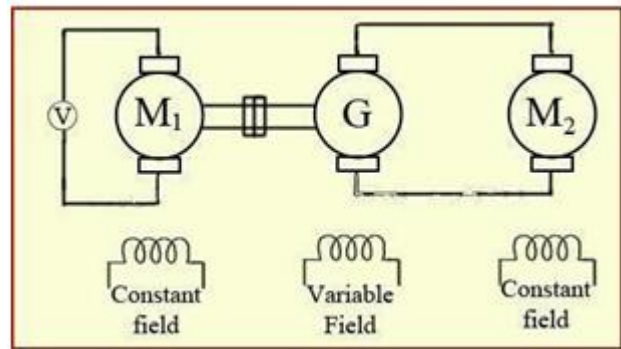 V
M₁
G
M₂
Constant
field
Variable
Field
Constant
field